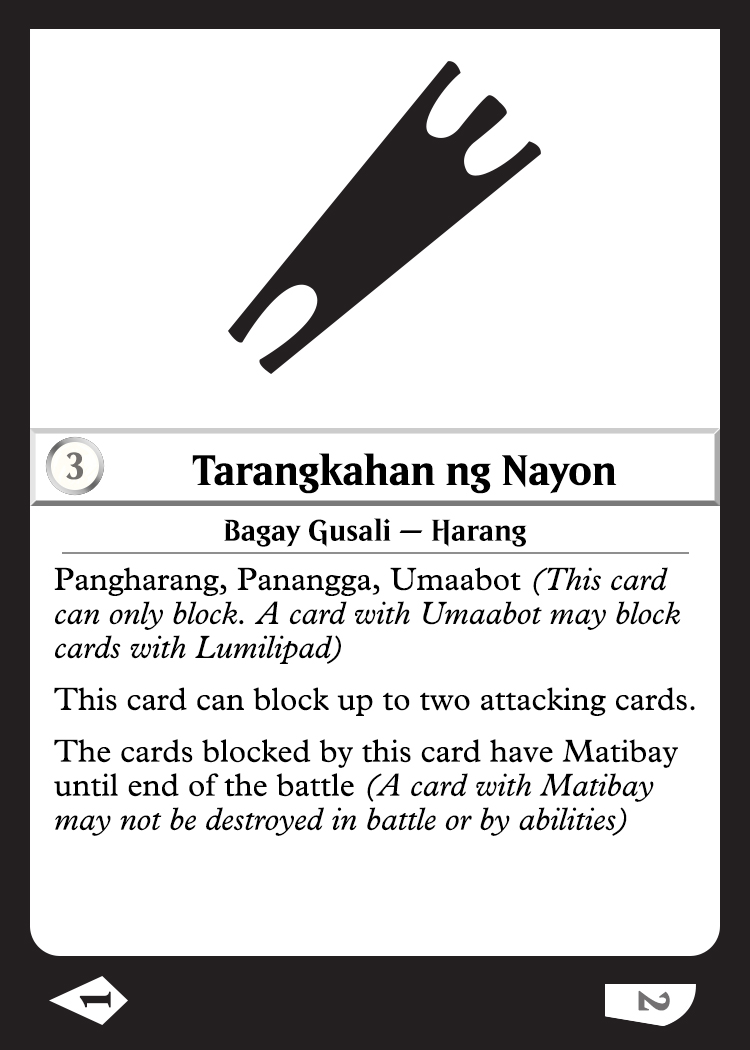 3
Tarangkahan ng Nayon
Bagay Gusali — Harang
Pangharang, Panangga, Umaabot (This card
can only block. A card with Umaabot may block
cards with Lumilipad)
This card can block up to two attacking cards.
The cards blocked by this card have Matibay
until end of the battle (A card with Matibay
may not be destroyed in battle or by abilities)
1
2